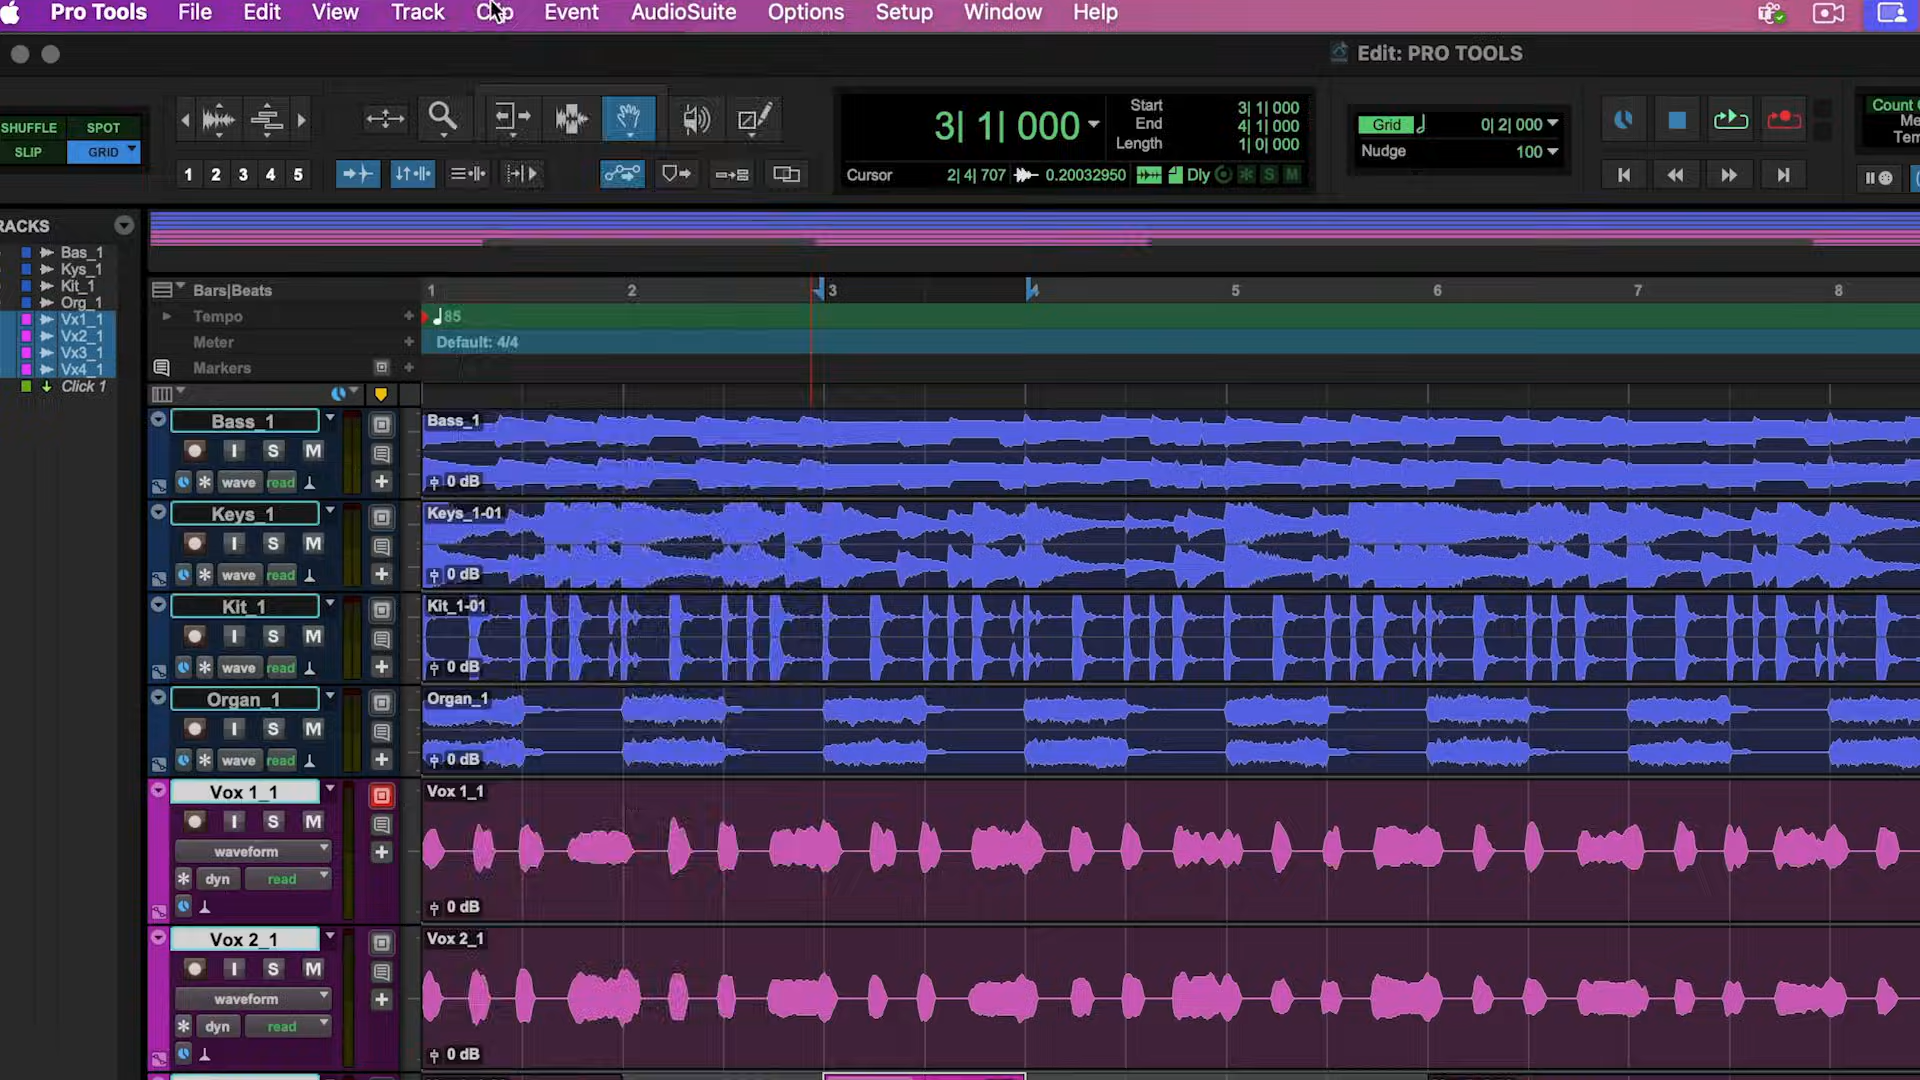 Pro Tools File Edit View Track Clip Event AudioSuite Options Setup Window Help
Edit: PRO TOOLS
SHUFFLE SPOT
SLIP GRID
1 2 3 4 5
3| 1| 000
Start 3| 1| 000
End 4| 1| 000
Length 1| 0| 000
Cursor 2| 4| 707 0.20032950 Dly S M
Grid 0| 2| 000
Nudge 100
Count
RACKS
Bas_1
Kys_1
Kit_1
Org_1
Vx1_1
Vx2_1
Vx3_1
Vx4_1
Click 1
Bars|Beats 1 2 3 4 5 6 7 8
Tempo 85
Meter Default: 4/4
Markers
Bass_1 Bass_1
I S M
wave read 0 dB
Keys_1 Keys_1-01
I S M
wave read 0 dB
Kit_1 Kit_1-01
I S M
wave read 0 dB
Organ_1 Organ_1
I S M
wave read 0 dB
Vox 1_1 Vox 1_1
I S M
waveform
dyn read
0 dB
Vox 2_1 Vox 2_1
I S M
waveform
dyn read
0 dB